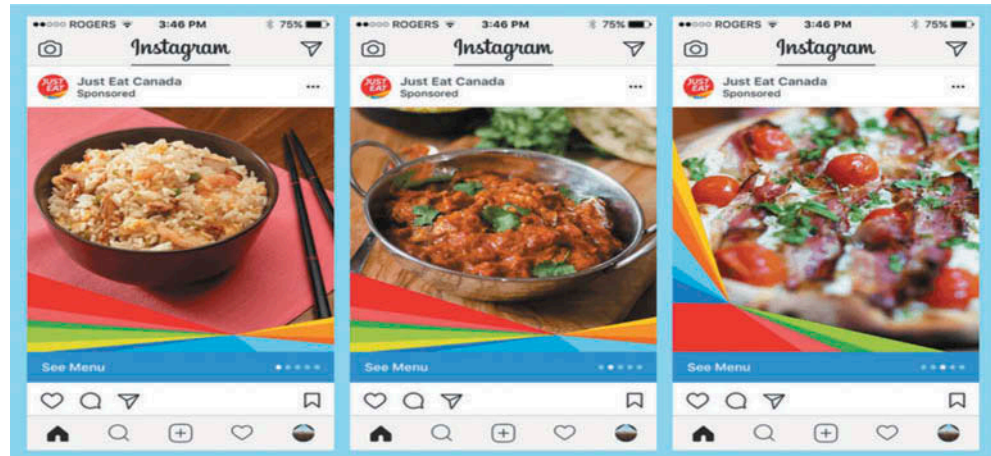 ROGERS 3:46 PM 75%
Instagram
JUST EAT Just Eat Canada
Sponsored
See Menu
ROGERS 3:46 PM 75%
Instagram
JUST EAT Just Eat Canada
Sponsored
See Menu
ROGERS 3:46 PM 75%
Instagram
JUST EAT Just Eat Canada
Sponsored
See Menu